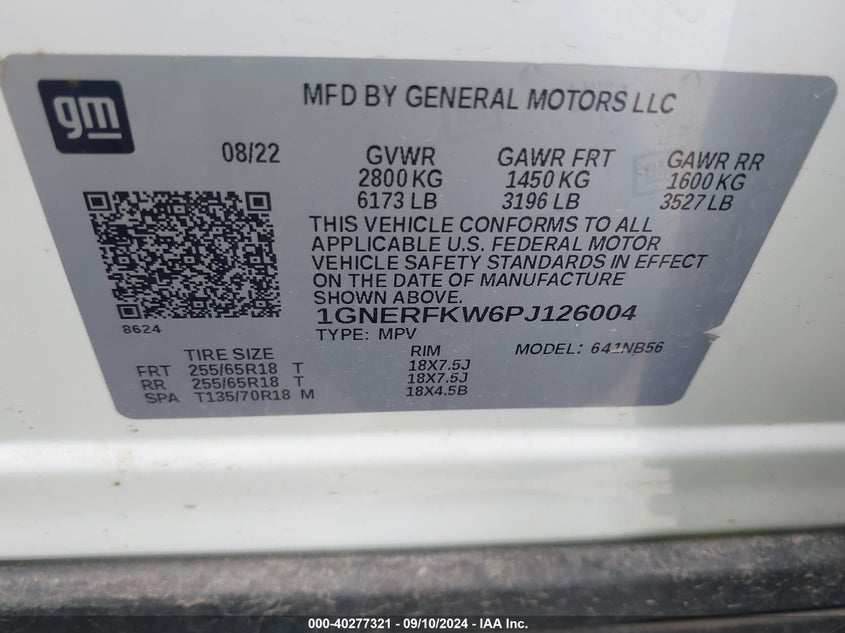 gm
MFD BY GENERAL MOTORS LLC
08/22 GVWR GAWR FRT GAWR RR
2800 KG 1450 KG 1600 KG
6173 LB 3196 LB 3527 LB
THIS VEHICLE CONFORMS TO ALL
APPLICABLE U.S. FEDERAL MOTOR
VEHICLE SAFETY STANDARDS IN EFFECT
ON THE DATE OF MANUFACTURE
SHOWN ABOVE.
1GNERFKW6PJ126004
8624
TYPE: MPV MODEL: 641NB56
TIRE SIZE RIM
FRT 255/65R18 T 18X7.5J
RR 255/65R18 T 18X7.5J
SPA T135/70R18 M 18X4.5B
000-40277321 - 09/10/2024 - IAA Inc.